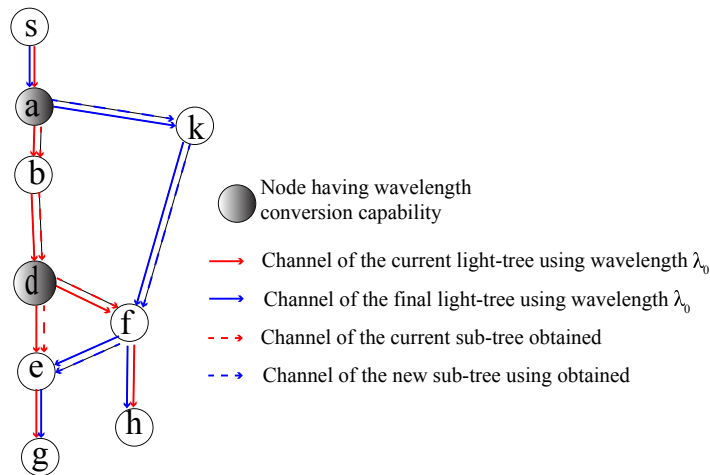 s
a
k
b
Node having wavelength
conversion capability
Channel of the current light-tree using wavelength λ0
d
Channel of the final light-tree using wavelength λ0
f
Channel of the current sub-tree obtained
e
Channel of the new sub-tree using obtained
h
g